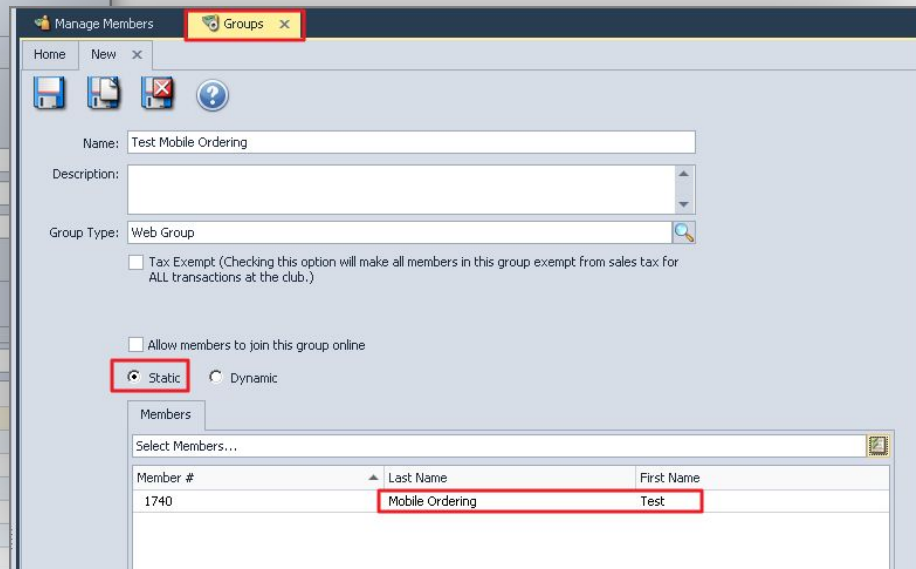 Manage Members Groups
Home New
Name: Test Mobile Ordering
Description:
Group Type: Web Group
Tax Exempt (Checking this option will make all members in this group exempt from sales tax for
ALL transactions at the club.)
Allow members to join this group online
Static Dynamic
Members
Select Members...
Member # Last Name First Name
1740 Mobile Ordering Test